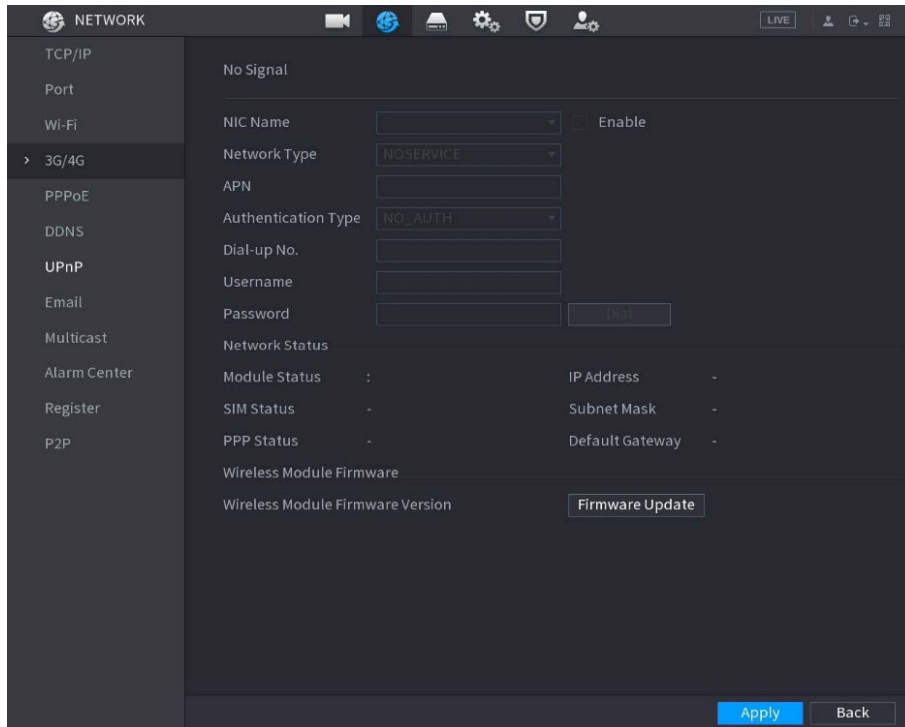 NETWORK
LIVE
TCP/IP
Port
Wi-Fi
3G/4G
PPPoE
DDNS
UPnP
Email
Multicast
Alarm Center
Register
P2P
No Signal
NIC Name Enable
Network Type NOSERVICE
APN
Authentication Type NO_AUTH
Dial-up No.
Username
Password Dial
Network Status
Module Status : IP Address -
SIM Status - Subnet Mask -
PPP Status - Default Gateway -
Wireless Module Firmware
Wireless Module Firmware Version Firmware Update
Apply Back